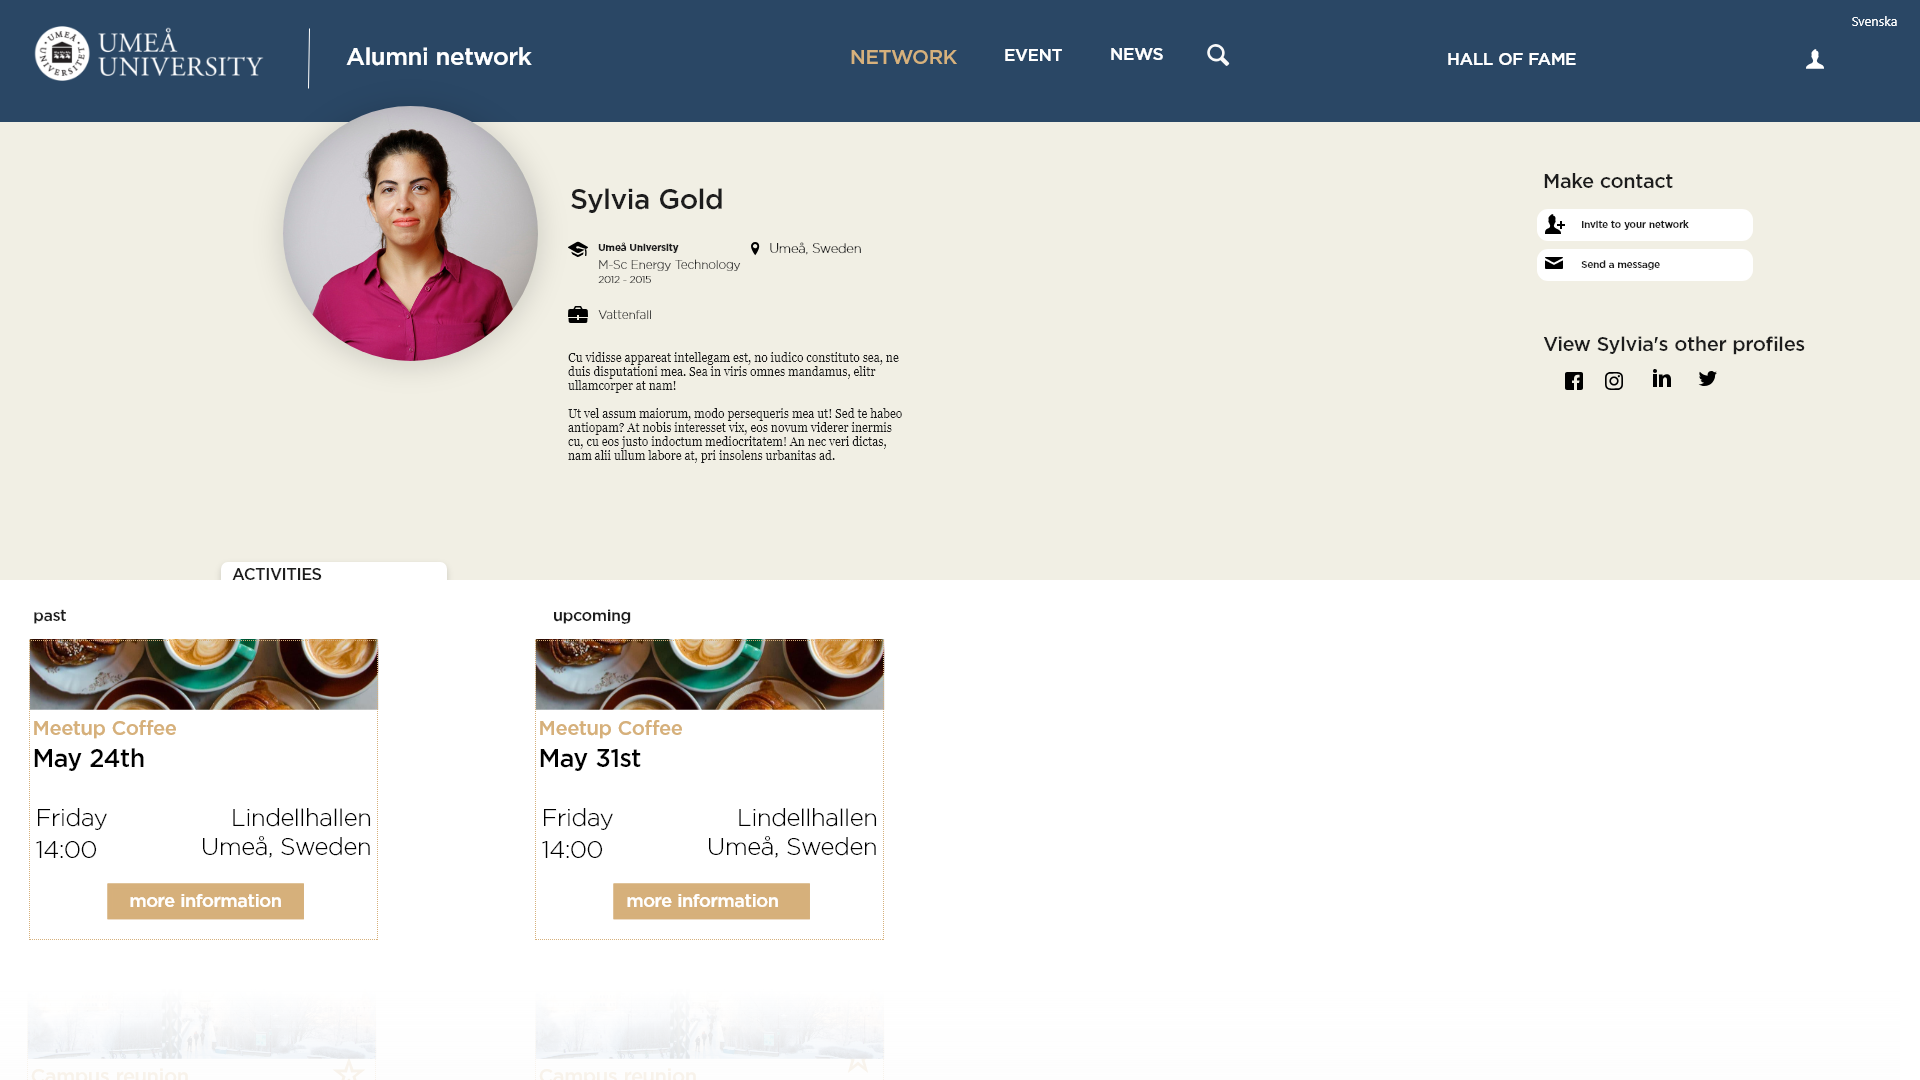 Svenska
UMEÅ
UNIVERSITY
Alumni network
NETWORK
EVENT
NEWS
HALL OF FAME
Sylvia Gold
Umeå University
M-Sc Energy Technology
2012 - 2015
Umeå, Sweden
Vattenfall
Cu vidisse appareat intellegam est, no iudico constituto sea, ne
duis disputationi mea. Sea in viris omnes mandamus, elitr
ullamcorper at nam!
Ut vel assum maiorum, modo persequeris mea ut! Sed te habeo
antiopam? At nobis interesset vix, eos novum viderer inermis
cu, cu eos justo indoctum mediocritatem! An nec veri dictas,
nam alii ullum labore at, pri insolens urbanitas ad.
Make contact
Invite to your network
Send a message
View Sylvia's other profiles
ACTIVITIES
past
Meetup Coffee
May 24th
Friday
14:00
Lindellhallen
Umeå, Sweden
more information
Campus reunion
upcoming
Meetup Coffee
May 31st
Friday
14:00
Lindellhallen
Umeå, Sweden
more information
Campus reunion